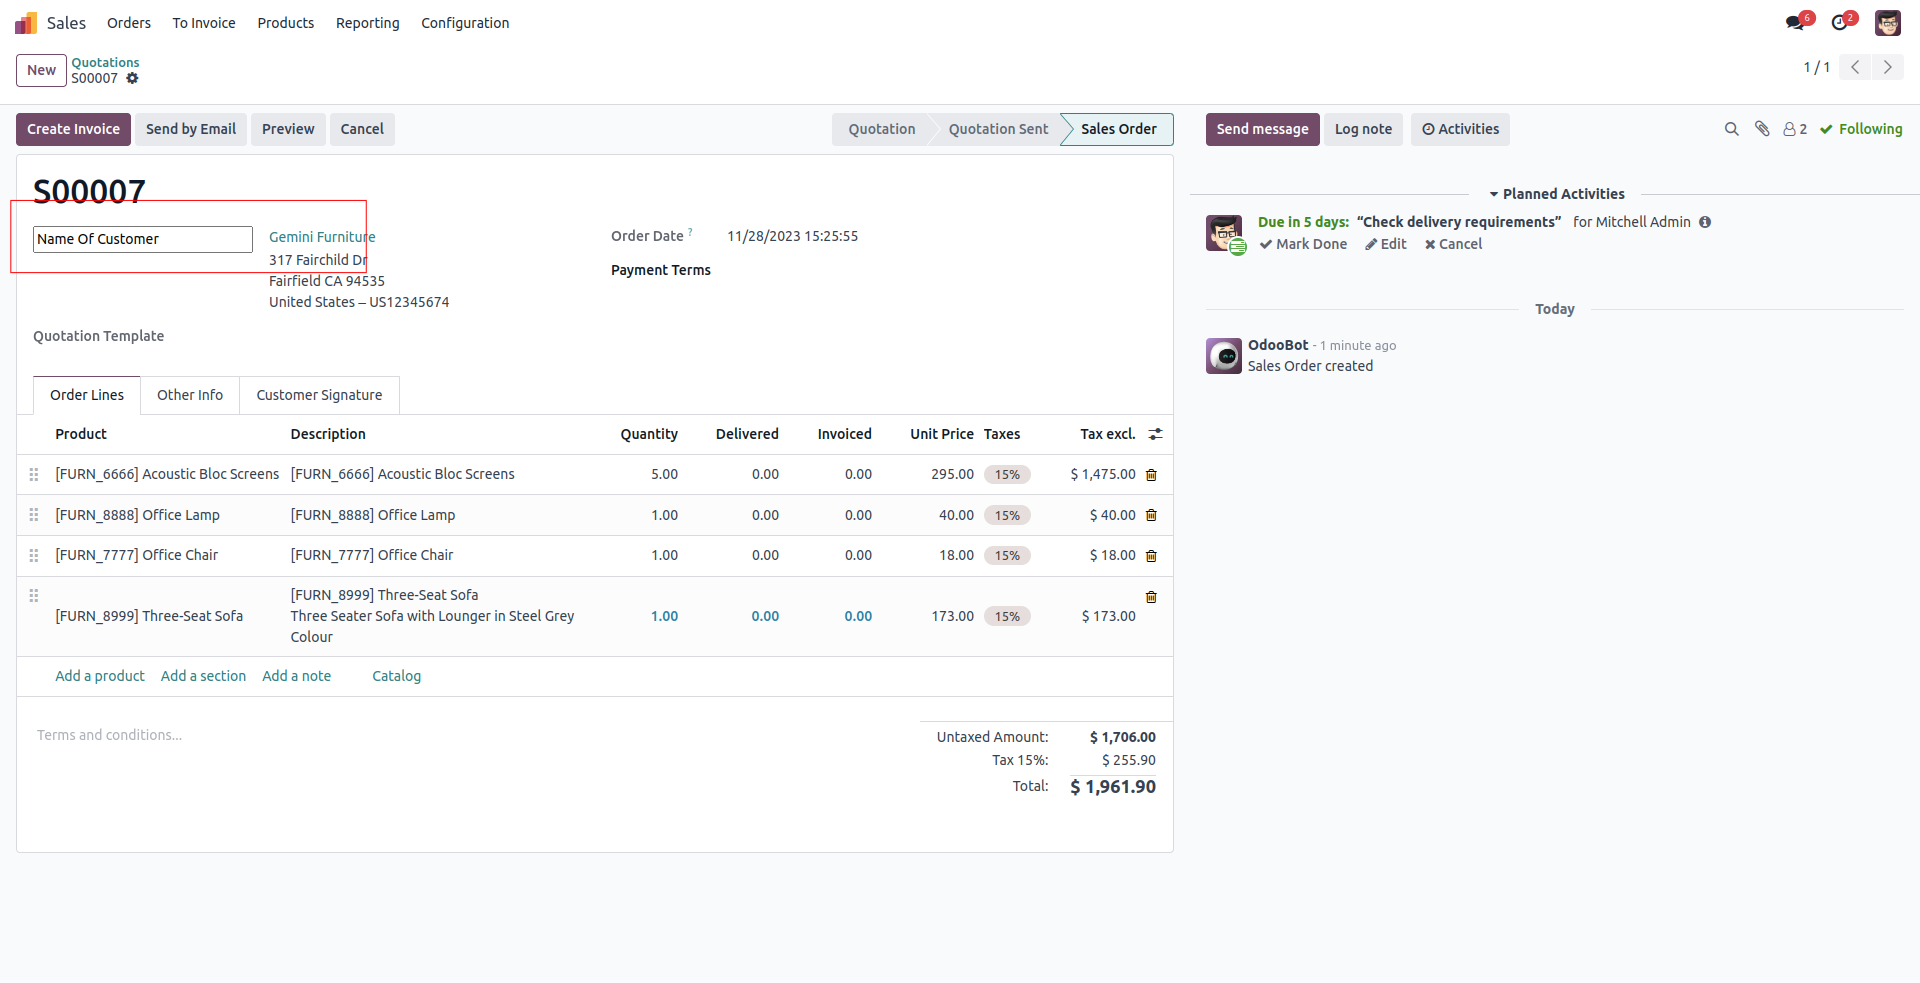 Sales Orders To Invoice Products Reporting Configuration 6 2
New Quotations
S00007 1 / 1
Create Invoice Send by Email Preview Cancel Quotation Quotation Sent Sales Order Send message Log note Activities 2 Following
S00007
Planned Activities
Name Of Customer Gemini Furniture Order Date ? 11/28/2023 15:25:55
317 Fairchild Dr Payment Terms
Fairfield CA 94535
United States – US12345674
Due in 5 days: “Check delivery requirements” for Mitchell Admin
Mark Done Edit Cancel
Today
OdooBot - 1 minute ago
Sales Order created
Quotation Template
Order Lines Other Info Customer Signature
Product Description Quantity Delivered Invoiced Unit Price Taxes Tax excl.
[FURN_6666] Acoustic Bloc Screens [FURN_6666] Acoustic Bloc Screens 5.00 0.00 0.00 295.00 15% $ 1,475.00
[FURN_8888] Office Lamp [FURN_8888] Office Lamp 1.00 0.00 0.00 40.00 15% $ 40.00
[FURN_7777] Office Chair [FURN_7777] Office Chair 1.00 0.00 0.00 18.00 15% $ 18.00
[FURN_8999] Three-Seat Sofa
[FURN_8999] Three-Seat Sofa Three Seater Sofa with Lounger in Steel Grey 1.00 0.00 0.00 173.00 15% $ 173.00
Colour
Add a product Add a section Add a note Catalog
Terms and conditions...
Untaxed Amount: $ 1,706.00
Tax 15%: $ 255.90
Total: $ 1,961.90